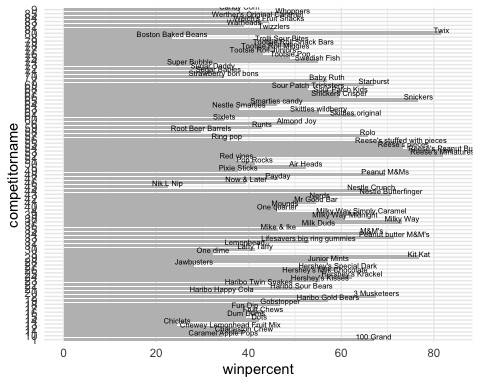 Candy Corn
Whoppers
Werther's Original Caramel
Welch's Fruit Snacks
Warheads
Twizzlers
Twix
Boston Baked Beans
Trolli Sour Bites
Tootsie Roll Snack Bars
Tootsie Roll Midgies
Tootsie Roll Juniors
Tootsie Pop
Swedish Fish
Super Bubble
Sugar Daddy
Sugar Babies
Strawberry bon bons
Baby Ruth
Starburst
Sour Patch Tricksters
Sour Patch Kids
Snickers Crisper
Snickers
Smarties candy
Nestle Smarties
Skittles wildberry
Skittles original
Sixlets
Almond Joy
Runts
Root Beer Barrels
Rolo
Ring pop
Reese's stuffed with pieces
Reese's pieces
Reese's Peanut Bu
Reese's Miniatures
Red vines
Pop Rocks
Air Heads
Pixie Sticks
Peanut M&Ms
Payday
Now & Later
Nik L Nip
Nestle Crunch
Nestle Butterfinger
Nerds
Mr Good Bar
Mounds
One quarter
Milky Way Simply Caramel
Milky Way Midnight
Milky Way
Milk Duds
Mike & Ike
M&M's
Peanut butter M&M's
Lifesavers big ring gummies
Lemonhead
Laffy Taffy
One dime
Kit Kat
Junior Mints
Jawbusters
Hershey's Special Dark
Hershey's Milk Chocolate
Hershey's Krackel
Hershey's Kisses
Haribo Twin Snakes
Haribo Sour Bears
Haribo Happy Cola
3 Musketeers
Haribo Gold Bears
Gobstopper
Fun Dip
Fruit Chews
Dum Dums
Dots
Chiclets
Chewey Lemonhead Fruit Mix
Charleston Chew
Caramel Apple Pops
100 Grand
0 20 40 60 80
winpercent
competitorname